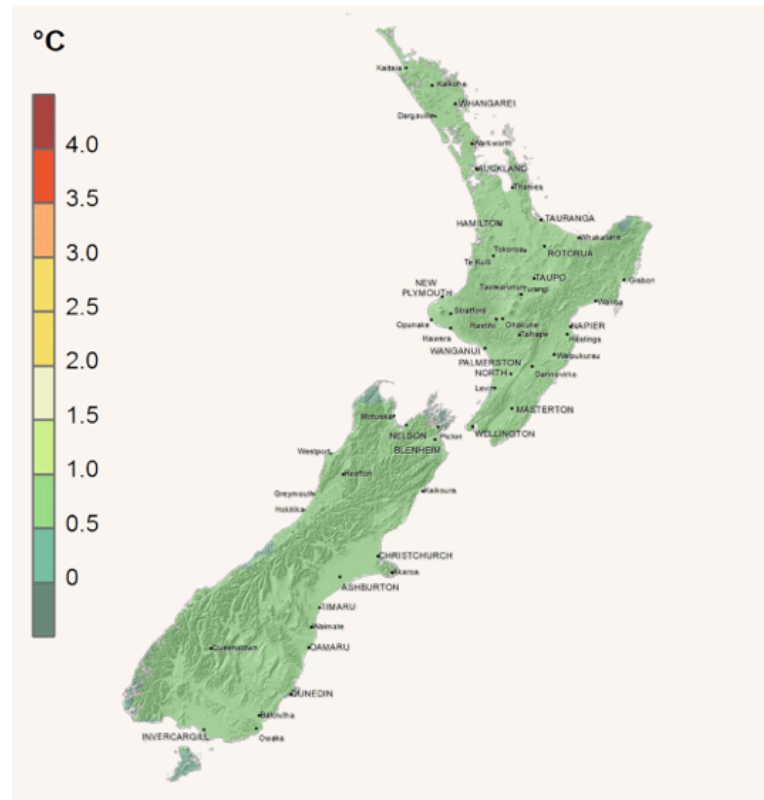 °C
4.0
3.5
3.0
2.5
2.0
1.5
1.0
0.5
0
Kaitaia
Kaikohe
WHANGAREI
Dargaville
Warkworth
AUCKLAND
Thames
HAMILTON
TAURANGA
Whakatane
Tokoroa
ROTORUA
Te Kuiti
TAUPO
Gisbon
NEW
PLYMOUTH
Taumarunui
Turangi
Wairoa
Stratford
Opunake
Raetihi
Ohakune
NAPIER
Taihape
Hastings
Hawera
WANGANUI
Waipukurau
PALMERSTON
NORTH
Dannevirke
Levin
MASTERTON
Motueka
WELLINGTON
NELSON
Picton
BLENHEIM
Westport
Reefton
Kaikoura
Greymouth
Hokitika
CHRISTCHURCH
Akaroa
ASHBURTON
TIMARU
Waimate
Queenstown
OAMARU
DUNEDIN
Balclutha
INVERCARGILL
Owaka